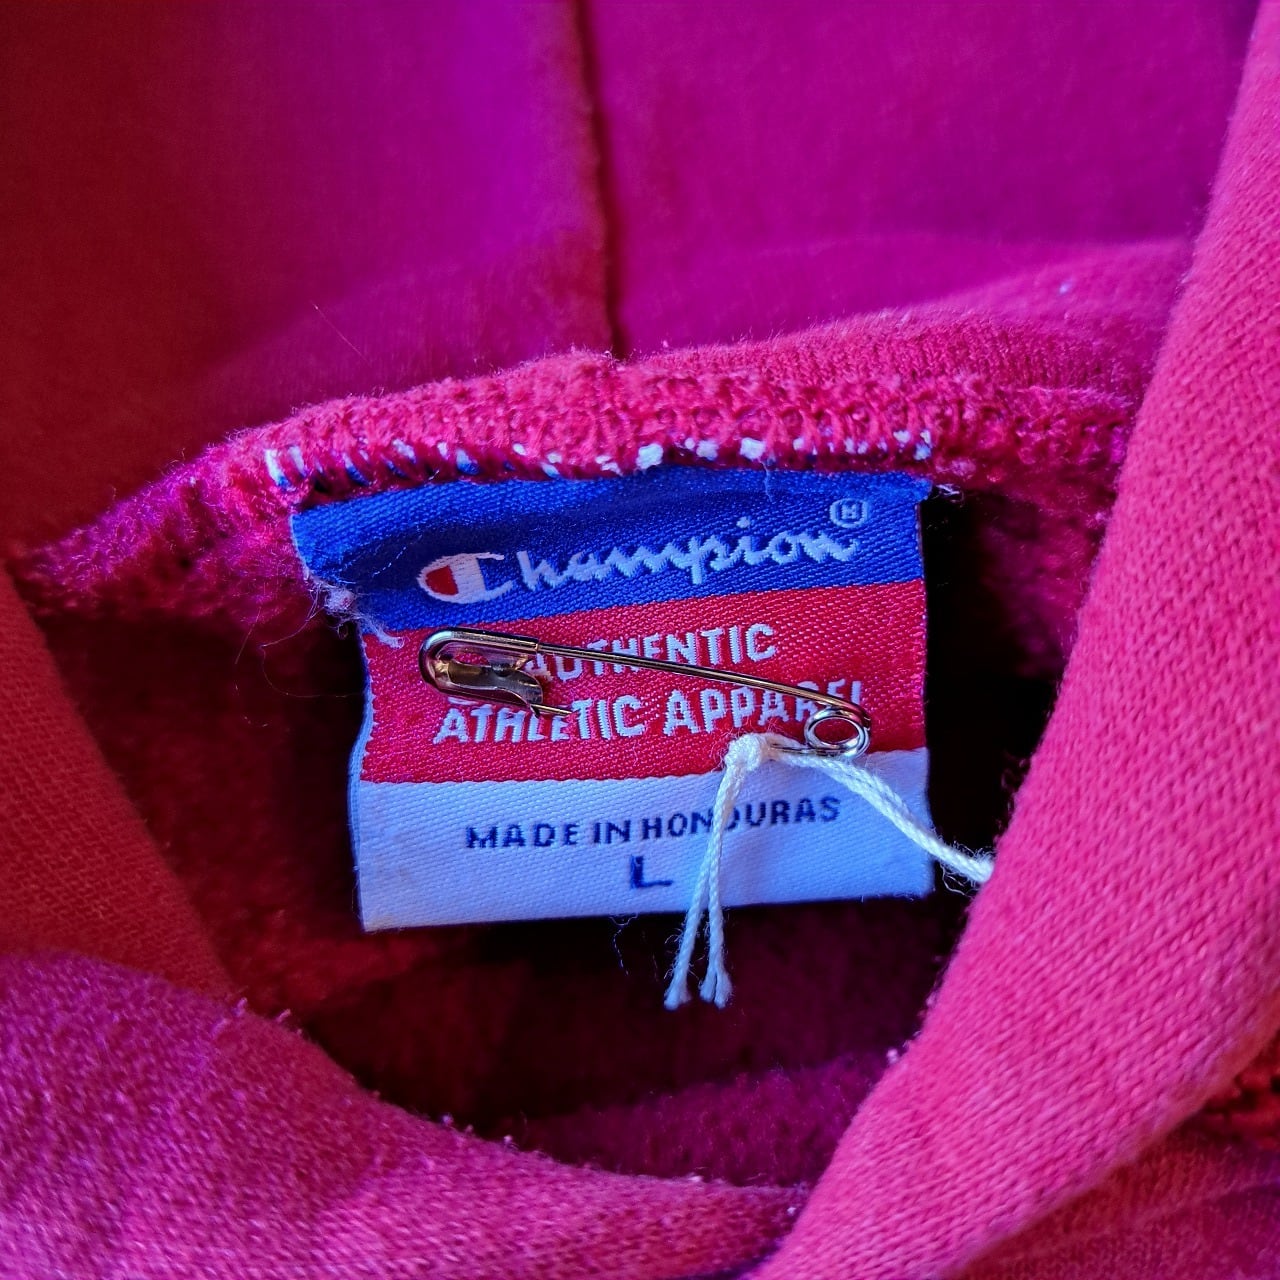 Champion®
AUTHENTIC
ATHLETIC APPAREL
MADE IN HONDURAS
L